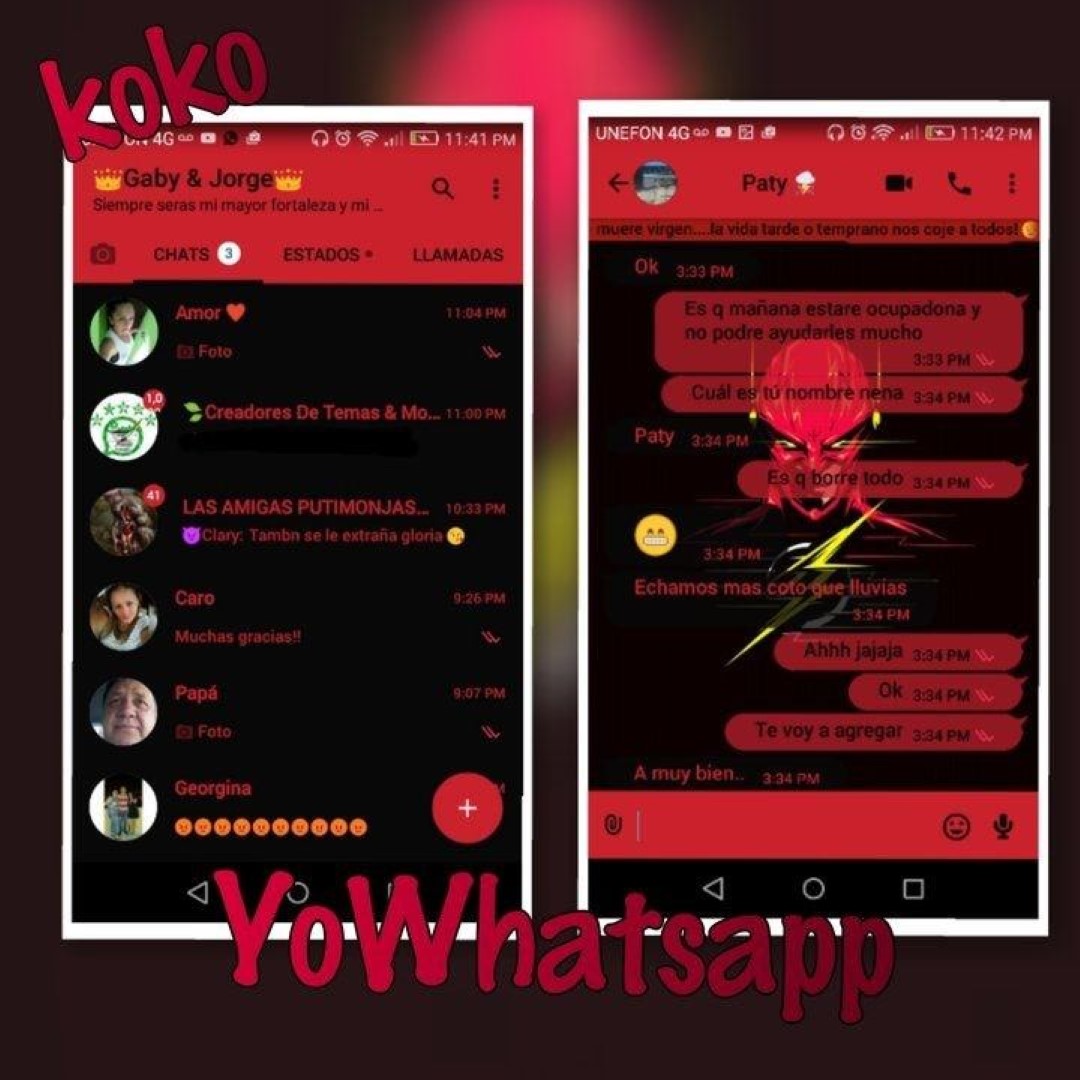 koko
4G 11:41 PM
👑Gaby & Jorge👑
Siempre seras mi mayor fortaleza y mi ...
CHATS 3 ESTADOS • LLAMADAS
Amor ❤ 11:04 PM
Foto
1,0
🌿Creadores De Temas & Mo... 11:00 PM
41
LAS AMIGAS PUTIMONJAS... 10:33 PM
😈Clary: Tambn se le extraña gloria😘
Caro 9:26 PM
Muchas gracias!!
Papá 9:07 PM
Foto
Georgina
😡😡😡😡😡😡😡😡😡😡
+
UNEFON 4G 11:42 PM
Paty 🌩
muere virgen....la vida tarde o temprano nos coje a todos!
Ok 3:33 PM
Es q mañana estare ocupadona y
no podre ayudarles mucho
3:33 PM
Cuál es tú nombre nena 3:34 PM
Paty 3:34 PM
Es q borre todo 3:34 PM
😁
3:34 PM
Echamos mas coto que lluvias
3:34 PM
Ahhh jajaja 3:34 PM
Ok 3:34 PM
Te voy a agregar 3:34 PM
A muy bien.. 3:34 PM
YoWhatsapp